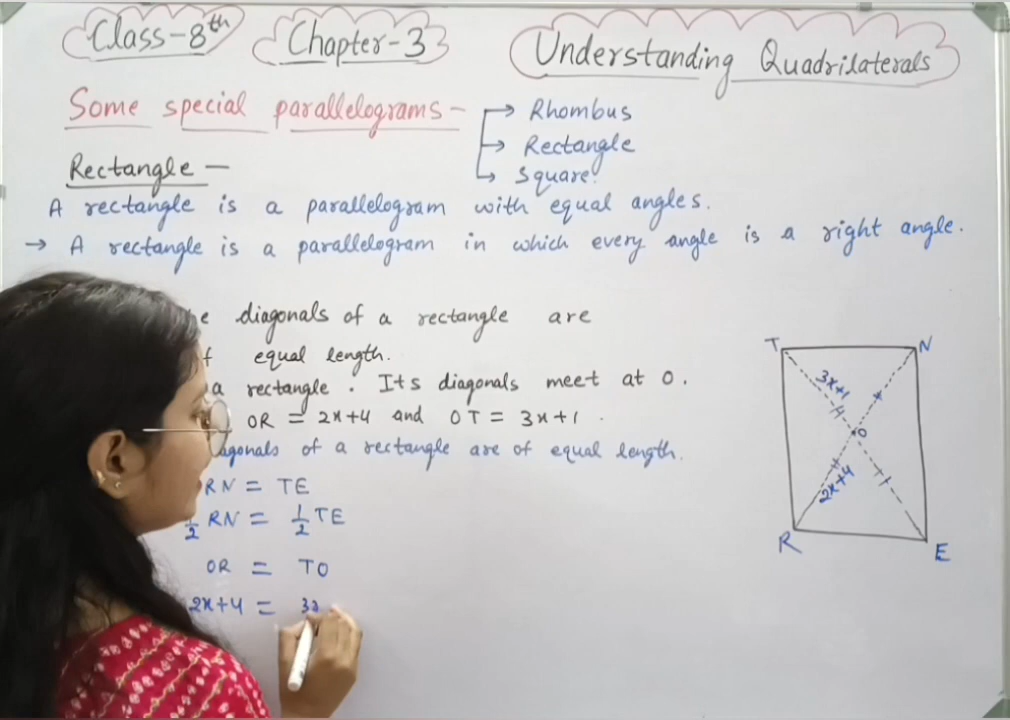 Class-8th Chapter-3 Understanding Quadrilaterals
Some special parallelograms - → Rhombus
→ Rectangle
→ Square.
Rectangle -
A rectangle is a parallelogram with equal angles.
→ A rectangle is a parallelogram in which every angle is a right angle.
diagonals of a rectangle are
equal length.
a rectangle. Its diagonals meet at O.
OR = 2x+4 and OT = 3x+1.
of a rectangle are of equal length.
RN = TE
1/2 RN = 1/2 TE
OR = TO
2x+4 = 3x
T
N
3x+1
O
2x+4
R
E